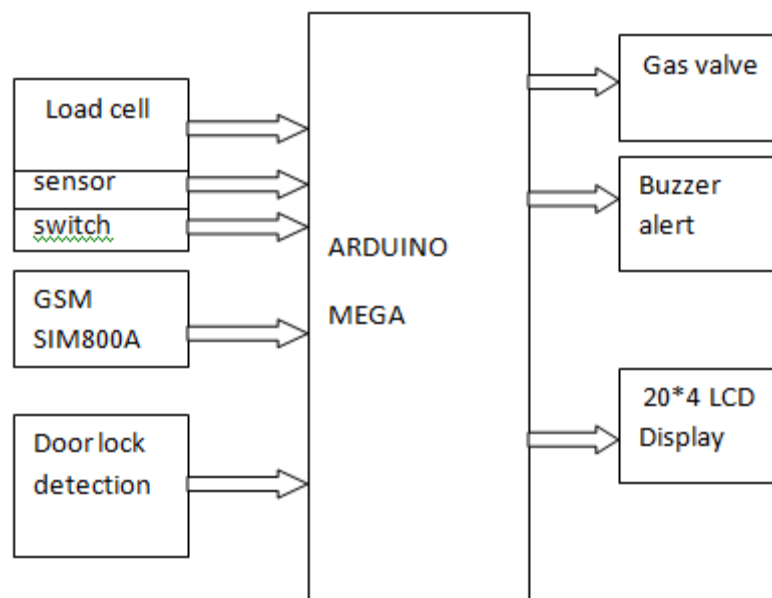 Load cell
sensor
switch
GSM
SIM800A
Door lock
detection
ARDUINO
MEGA
Gas valve
Buzzer
alert
20*4 LCD
Display